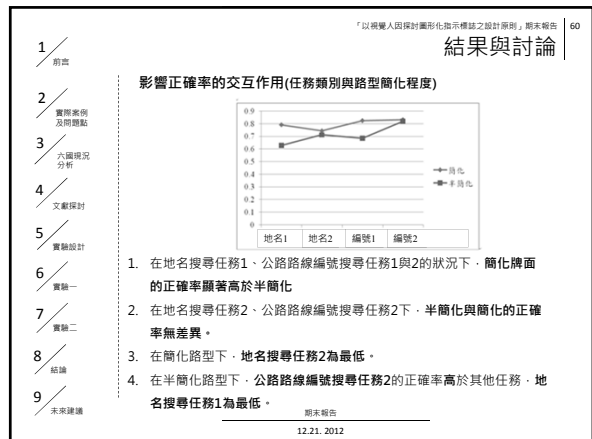 「以視覺人因探討圖形化指示標誌之設計原則」期末報告 60
結果與討論
1 前言
2 實際案例
及問題點
3 六國現況
分析
4 文獻探討
5 實驗設計
6 實驗一
7 實驗二
8 結論
9 未來建議
影響正確率的交互作用(任務類別與路型簡化程度)
0.9
0.8
0.7
0.6
0.5
0.4
0.3
0.2
0.1
0
簡化
半簡化
地名1 地名2 編號1 編號2
1. 在地名搜尋任務1、公路路線編號搜尋任務1與2的狀況下，簡化牌面
的正確率顯著高於半簡化
2. 在地名搜尋任務2、公路路線編號搜尋任務2下，半簡化與簡化的正確
率無差異。
3. 在簡化路型下，地名搜尋任務2為最低。
4. 在半簡化路型下，公路路線編號搜尋任務2的正確率高於其他任務，地
名搜尋任務1為最低。
期末報告
12.21. 2012